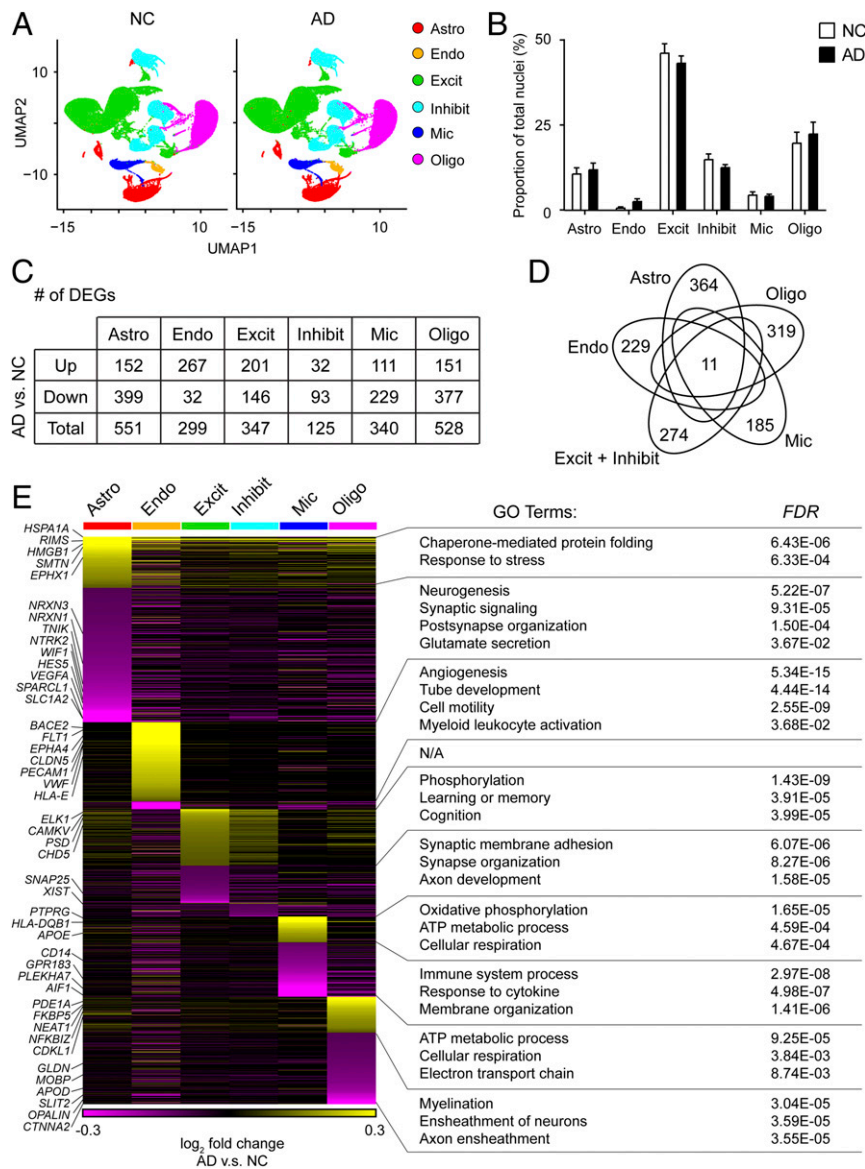 A
NC
AD
10
−10
UMAP2
−15
10
−15
10
UMAP1
Astro
Endo
Excit
Inhibit
Mic
Oligo
B
NC
AD
Proportion of total nuclei (%)
50
25
0
Astro Endo Excit Inhibit Mic Oligo
C
# of DEGs
AD vs. NC
Astro Endo Excit Inhibit Mic Oligo
Up 152 267 201 32 111 151
Down 399 32 146 93 229 377
Total 551 299 347 125 340 528
D
Astro
364
Oligo
319
Endo
229
11
Mic
185
274
Excit + Inhibit
E
Astro Endo Excit Inhibit Mic Oligo
HSPA1A
RIMS
HMGB1
SMTN
EPHX1
NRXN3
NRXN1
TNIK
NTRK2
WIF1
HES5
VEGFA
SPARCL1
SLC1A2
BACE2
FLT1
EPHA4
CLDN5
PECAM1
VWF
HLA-E
ELK1
CAMKV
PSD
CHD5
SNAP25
XIST
PTPRG
HLA-DQB1
APOE
CD14
GPR183
PLEKHA7
AIF1
PDE1A
FKBP5
NEAT1
NFKBIZ
CDKL1
GLDN
MOBP
APOD
SLIT2
OPALIN
CTNNA2
-0.3
0.3
log2 fold change
AD v.s. NC
GO Terms: FDR
Chaperone-mediated protein folding 6.43E-06
Response to stress 6.33E-04
Neurogenesis 5.22E-07
Synaptic signaling 9.31E-05
Postsynapse organization 1.50E-04
Glutamate secretion 3.67E-02
Angiogenesis 5.34E-15
Tube development 4.44E-14
Cell motility 2.55E-09
Myeloid leukocyte activation 3.68E-02
N/A
Phosphorylation 1.43E-09
Learning or memory 3.91E-05
Cognition 3.99E-05
Synaptic membrane adhesion 6.07E-06
Synapse organization 8.27E-06
Axon development 1.58E-05
Oxidative phosphorylation 1.65E-05
ATP metabolic process 4.59E-04
Cellular respiration 4.67E-04
Immune system process 2.97E-08
Response to cytokine 4.98E-07
Membrane organization 1.41E-06
ATP metabolic process 9.25E-05
Cellular respiration 3.84E-03
Electron transport chain 8.74E-03
Myelination 3.04E-05
Ensheathment of neurons 3.59E-05
Axon ensheathment 3.55E-05